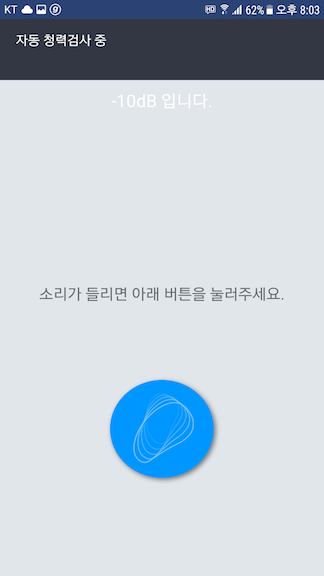 KT 62% 오후 8:03
자동 청력검사 중
-10dB 입니다.
소리가 들리면 아래 버튼을 눌러주세요.